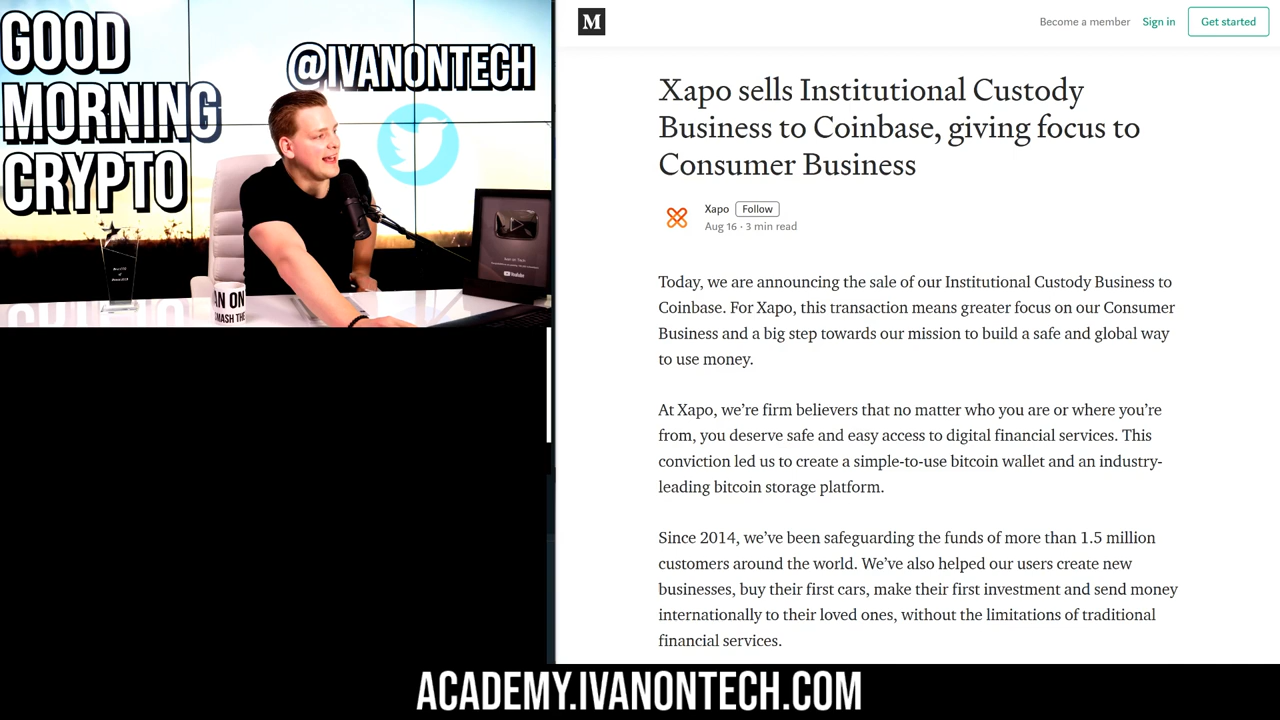 GOOD
MORNING
CRYPTO
@IVANONTECH
AN ON
SMASH THE
YouTube
M
Become a member
Sign in
Get started
Xapo sells Institutional Custody
Business to Coinbase, giving focus to
Consumer Business
Xapo
Follow
Aug 16 · 3 min read
Today, we are announcing the sale of our Institutional Custody Business to
Coinbase. For Xapo, this transaction means greater focus on our Consumer
Business and a big step towards our mission to build a safe and global way
to use money.
At Xapo, we’re firm believers that no matter who you are or where you’re
from, you deserve safe and easy access to digital financial services. This
conviction led us to create a simple-to-use bitcoin wallet and an industry-
leading bitcoin storage platform.
Since 2014, we’ve been safeguarding the funds of more than 1.5 million
customers around the world. We’ve also helped our users create new
businesses, buy their first cars, make their first investment and send money
internationally to their loved ones, without the limitations of traditional
financial services.
ACADEMY.IVANONTECH.COM